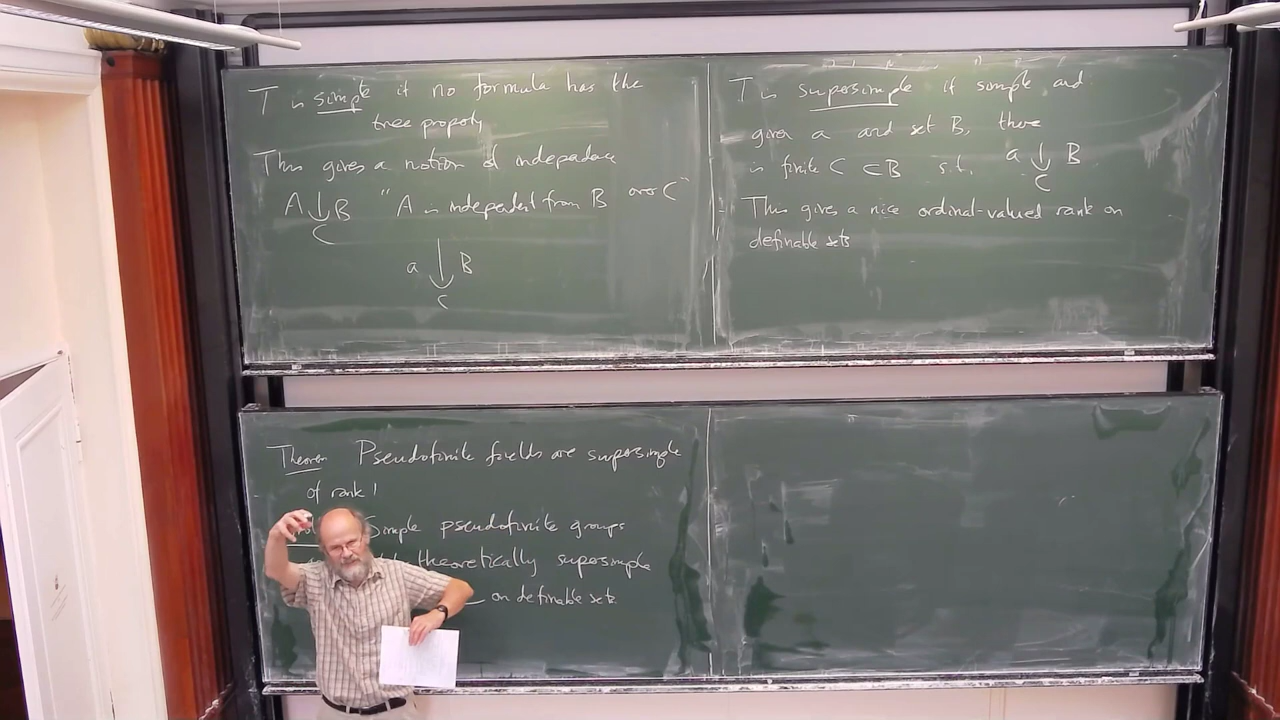 T is simple if no formula has the
tree property
This gives a notion of independence
A ⫝ B "A is independent from B over C"
C
a ↓ B
C
T is supersimple if simple and
given a and set B, there
is finite C ⊂ B s.t. a ⫝ B
C
This gives a nice ordinal-valued rank on
definable sets
Theorem Pseudofinite fields are supersimple
of rank 1
Simple pseudofinite groups
theoretically supersimple
on definable sets